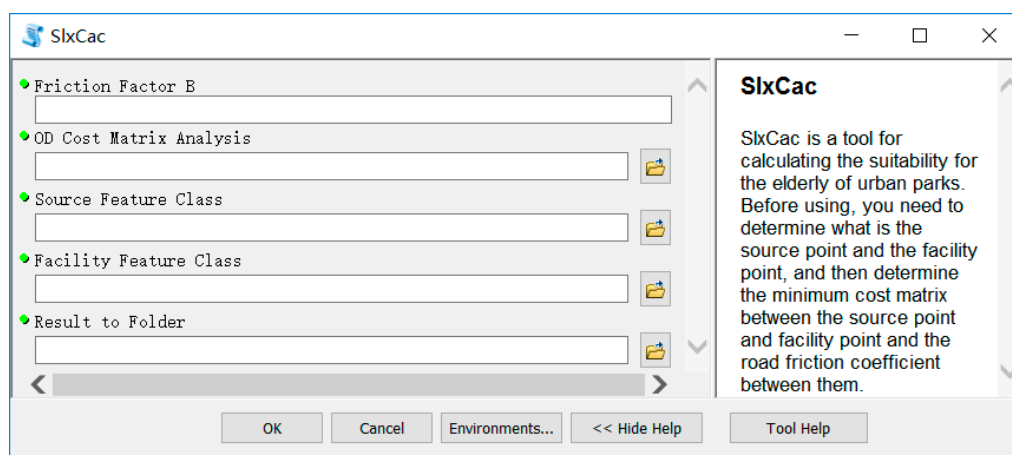 SlxCac
Friction Factor B
OD Cost Matrix Analysis
Source Feature Class
Facility Feature Class
Result to Folder
SlxCac
SlxCac is a tool for
calculating the suitability for
the elderly of urban parks.
Before using, you need to
determine what is the
source point and the facility
point, and then determine
the minimum cost matrix
between the source point
and facility point and the
road friction coefficient
between them.
OK
Cancel
Environments...
<< Hide Help
Tool Help